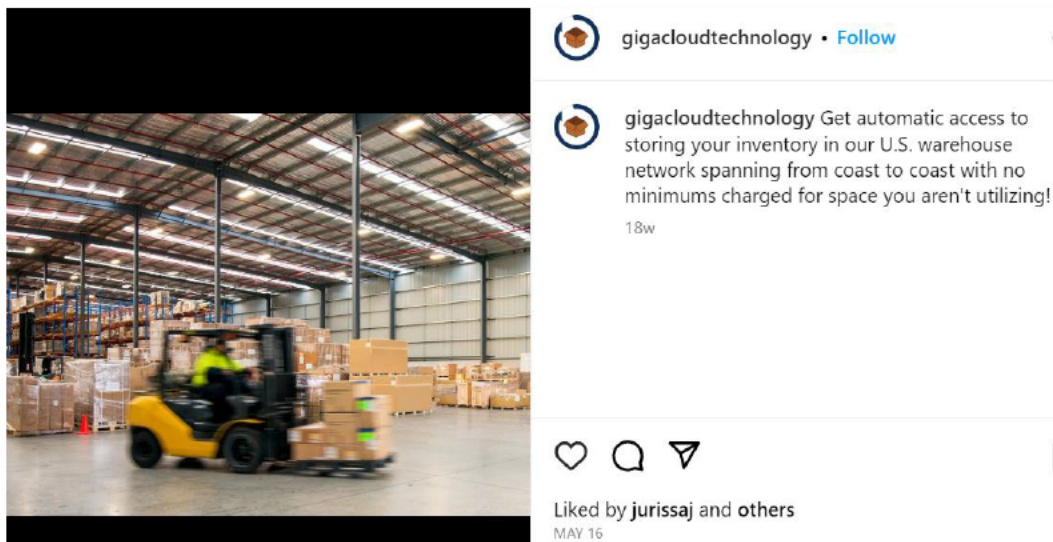 gigacloudtechnology • Follow
gigacloudtechnology Get automatic access to
storing your inventory in our U.S. warehouse
network spanning from coast to coast with no
minimums charged for space you aren't utilizing!
18w
Liked by jurissaj and others
MAY 16